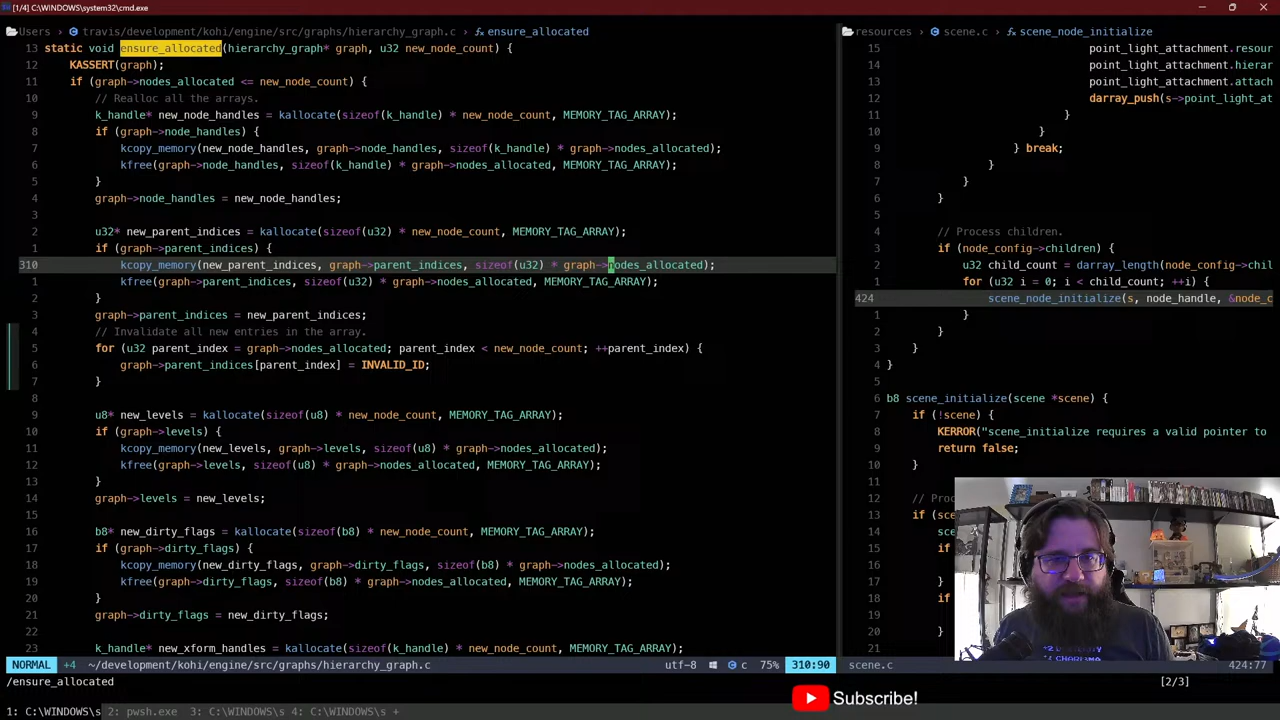 [1/4] C:\WINDOWS\system32\cmd.exe
Users > travis/development/kohi/engine/src/graphs/hierarchy_graph.c > ensure_allocated
13 static void ensure_allocated(hierarchy_graph* graph, u32 new_node_count) {
12 KASSERT(graph);
11 if (graph->nodes_allocated <= new_node_count) {
10 // Realloc all the arrays.
9 k_handle* new_node_handles = kallocate(sizeof(k_handle) * new_node_count, MEMORY_TAG_ARRAY);
8 if (graph->node_handles) {
7 kcopy_memory(new_node_handles, graph->node_handles, sizeof(k_handle) * graph->nodes_allocated);
6 kfree(graph->node_handles, sizeof(k_handle) * graph->nodes_allocated, MEMORY_TAG_ARRAY);
5 }
4 graph->node_handles = new_node_handles;
3
2 u32* new_parent_indices = kallocate(sizeof(u32) * new_node_count, MEMORY_TAG_ARRAY);
1 if (graph->parent_indices) {
310 kcopy_memory(new_parent_indices, graph->parent_indices, sizeof(u32) * graph->nodes_allocated);
1 kfree(graph->parent_indices, sizeof(u32) * graph->nodes_allocated, MEMORY_TAG_ARRAY);
2 }
3 graph->parent_indices = new_parent_indices;
4 // Invalidate all new entries in the array.
5 for (u32 parent_index = graph->nodes_allocated; parent_index < new_node_count; ++parent_index) {
6 graph->parent_indices[parent_index] = INVALID_ID;
7 }
8
9 u8* new_levels = kallocate(sizeof(u8) * new_node_count, MEMORY_TAG_ARRAY);
10 if (graph->levels) {
11 kcopy_memory(new_levels, graph->levels, sizeof(u8) * graph->nodes_allocated);
12 kfree(graph->levels, sizeof(u8) * graph->nodes_allocated, MEMORY_TAG_ARRAY);
13 }
14 graph->levels = new_levels;
15
16 b8* new_dirty_flags = kallocate(sizeof(b8) * new_node_count, MEMORY_TAG_ARRAY);
17 if (graph->dirty_flags) {
18 kcopy_memory(new_dirty_flags, graph->dirty_flags, sizeof(b8) * graph->nodes_allocated);
19 kfree(graph->dirty_flags, sizeof(b8) * graph->nodes_allocated, MEMORY_TAG_ARRAY);
20 }
21 graph->dirty_flags = new_dirty_flags;
22
23 k_handle* new_xform_handles = kallocate(sizeof(k_handle) * new_node_count, MEMORY_TAG_ARRAY);
resources > scene.c > scene_node_initialize
15 point_light_attachment.resour
14 point_light_attachment.hierar
13 point_light_attachment.attach
12 darray_push(s->point_light_at
11 }
10 }
9 } break;
8 }
7 }
6 }
5
4 // Process children.
3 if (node_config->children) {
2 u32 child_count = darray_length(node_config->chil
1 for (u32 i = 0; i < child_count; ++i) {
424 scene_node_initialize(s, node_handle, &node_c
1 }
2 }
3 }
4 }
5
6 b8 scene_initialize(scene *scene) {
7 if (!scene) {
8 KERROR("scene_initialize requires a valid pointer to
9 return false;
10 }
11
12 // Pro
13 if (sce
14 sce
15 if
16
17 }
18 if
19
20 }
21
NORMAL +4 ~/development/kohi/engine/src/graphs/hierarchy_graph.c utf-8 c 75% 310:90
scene.c 424:77
/ensure_allocated [2/3]
Subscribe!
1: C:\WINDOWS\s 2: pwsh.exe 3: C:\WINDOWS\s 4: C:\WINDOWS\s +